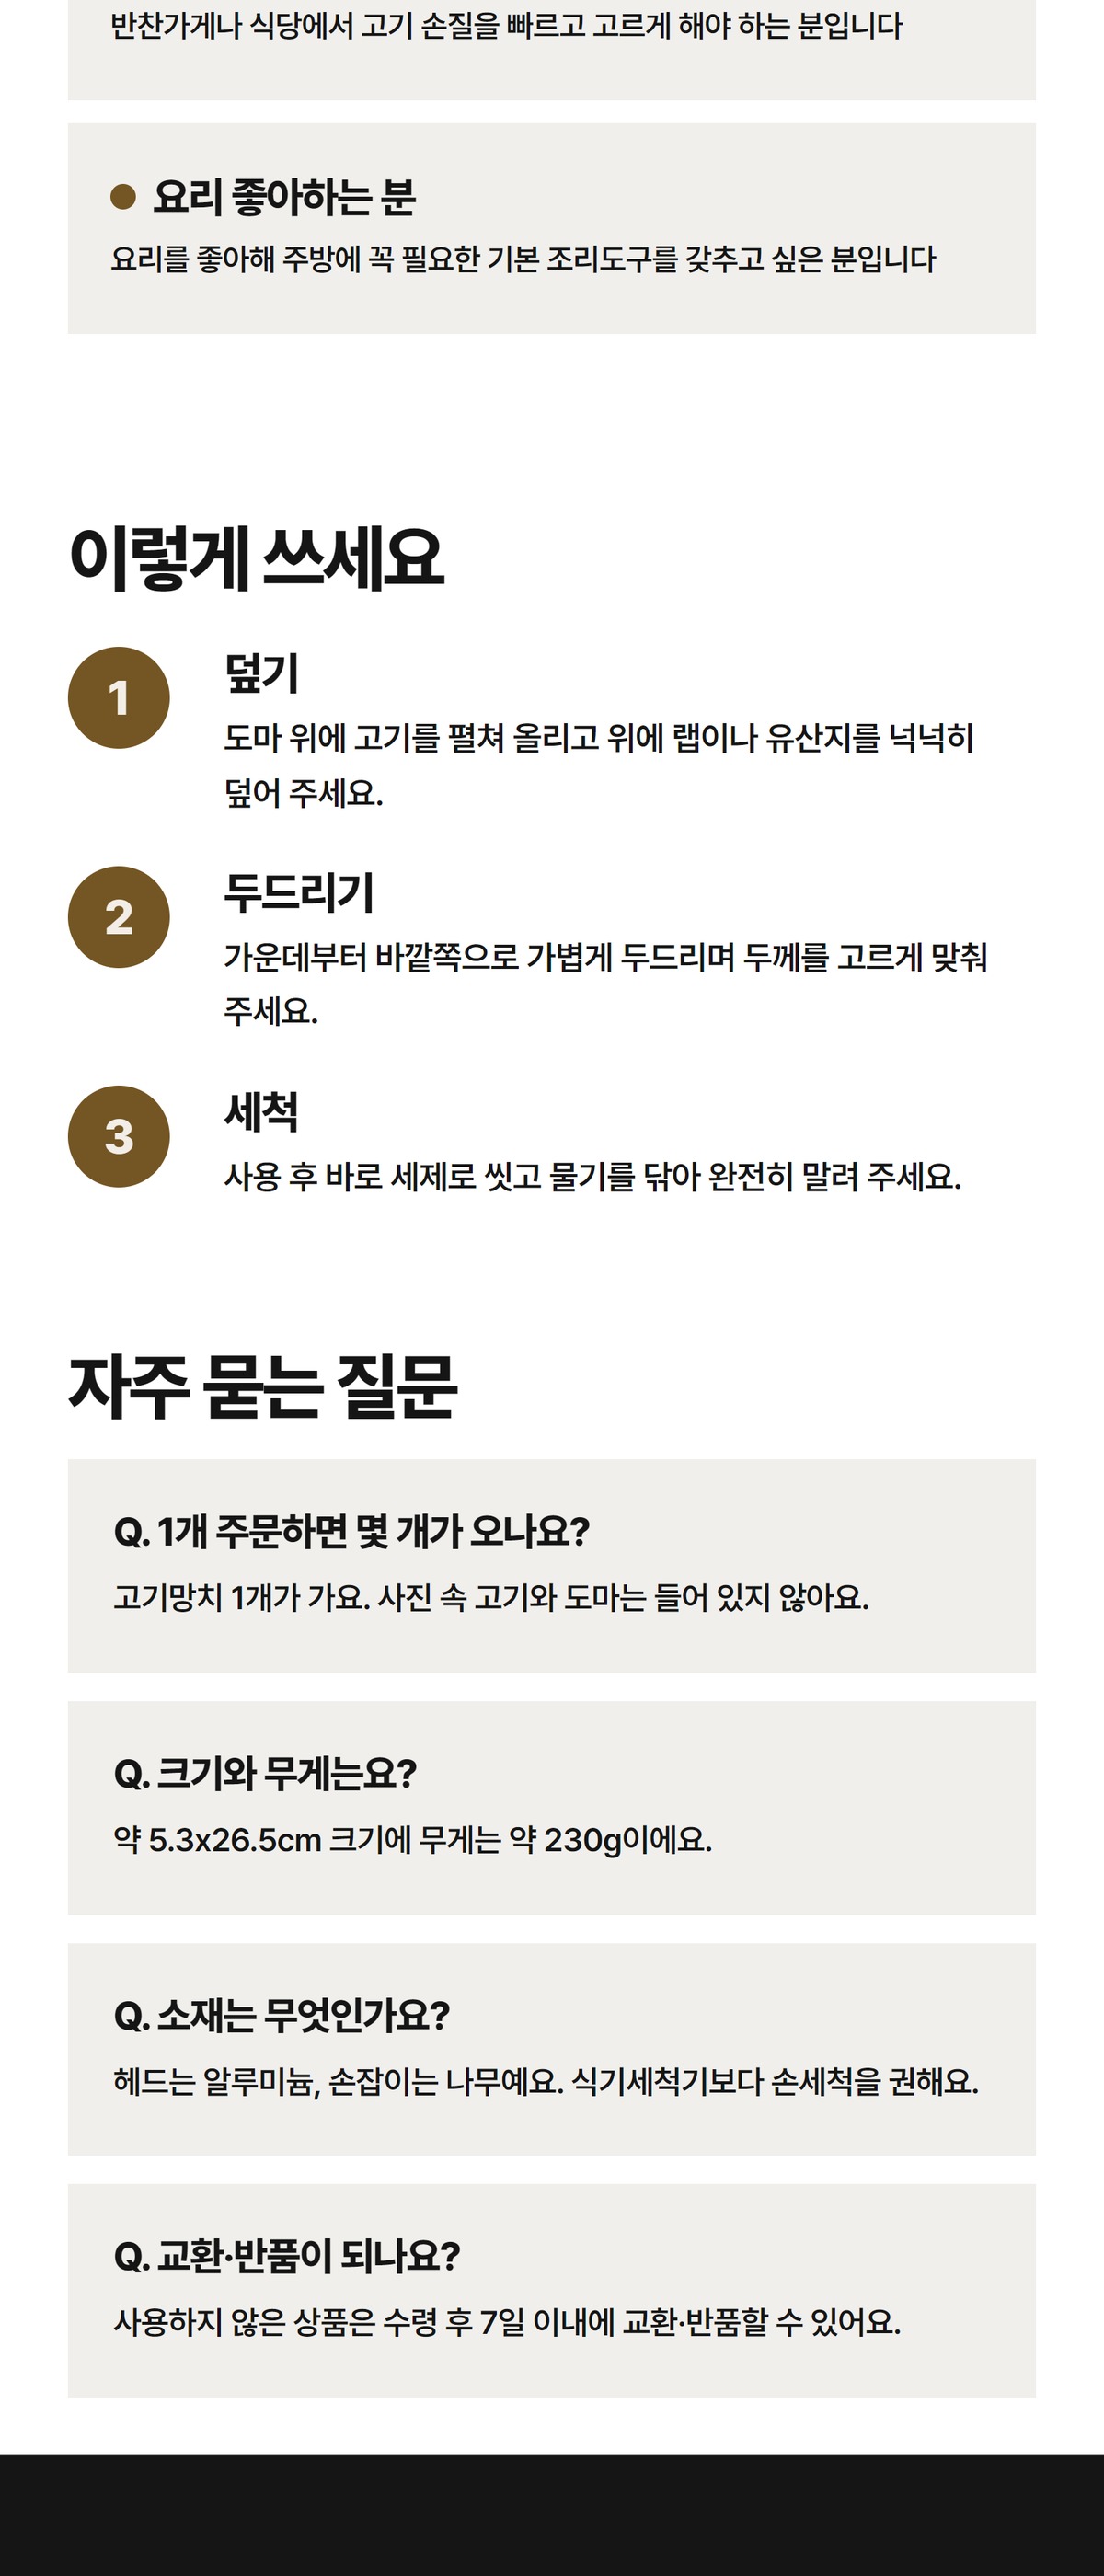 반찬가게나 식당에서 고기 손질을 빠르고 고르게 해야 하는 분입니다
요리 좋아하는 분
요리를 좋아해 주방에 꼭 필요한 기본 조리도구를 갖추고 싶은 분입니다
이렇게 쓰세요
1
덮기
도마 위에 고기를 펼쳐 올리고 위에 랩이나 유산지를 넉넉히
덮어 주세요.
2
두드리기
가운데부터 바깥쪽으로 가볍게 두드리며 두께를 고르게 맞춰
주세요.
3
세척
사용 후 바로 세제로 씻고 물기를 닦아 완전히 말려 주세요.
자주 묻는 질문
Q. 1개 주문하면 몇 개가 오나요?
고기망치 1개가 가요. 사진 속 고기와 도마는 들어 있지 않아요.
Q. 크기와 무게는요?
약 5.3x26.5cm 크기에 무게는 약 230g이에요.
Q. 소재는 무엇인가요?
헤드는 알루미늄, 손잡이는 나무예요. 식기세척기보다 손세척을 권해요.
Q. 교환·반품이 되나요?
사용하지 않은 상품은 수령 후 7일 이내에 교환·반품할 수 있어요.